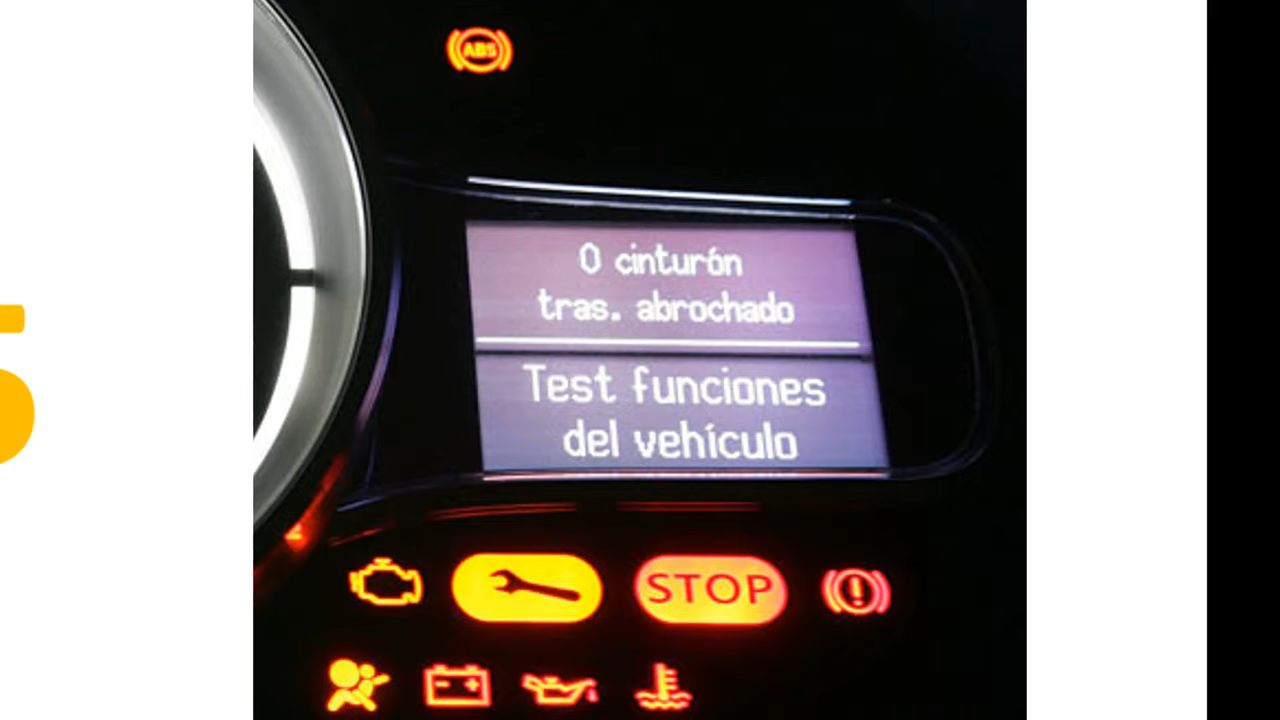 ABS
0 cinturón
tras. abrochado
Test funciones
del vehículo
STOP